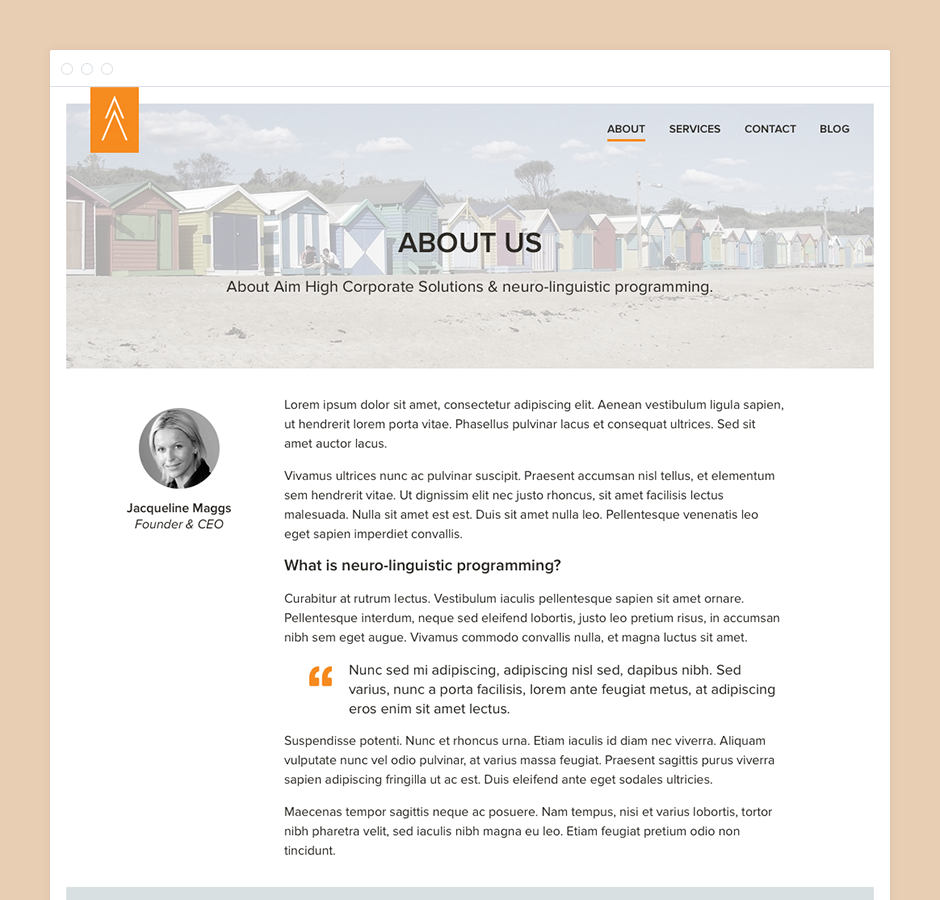 ABOUT SERVICES CONTACT BLOG
ABOUT US
About Aim High Corporate Solutions & neuro-linguistic programming.
Jacqueline Maggs
Founder & CEO
Lorem ipsum dolor sit amet, consectetur adipiscing elit. Aenean vestibulum ligula sapien,
ut hendrerit lorem porta vitae. Phasellus pulvinar lacus et consequat ultrices. Sed sit
amet auctor lacus.
Vivamus ultrices nunc ac pulvinar suscipit. Praesent accumsan nisl tellus, et elementum
sem hendrerit vitae. Ut dignissim elit nec justo rhoncus, sit amet facilisis lectus
malesuada. Nulla sit amet est est. Duis sit amet nulla leo. Pellentesque venenatis leo
eget sapien imperdiet convallis.
What is neuro-linguistic programming?
Curabitur at rutrum lectus. Vestibulum iaculis pellentesque sapien sit amet ornare.
Pellentesque interdum, neque sed eleifend lobortis, justo leo pretium risus, in accumsan
nibh sem eget augue. Vivamus commodo convallis nulla, et magna luctus sit amet.
“ Nunc sed mi adipiscing, adipiscing nisl sed, dapibus nibh. Sed
varius, nunc a porta facilisis, lorem ante feugiat metus, at adipiscing
eros enim sit amet lectus.
Suspendisse potenti. Nunc et rhoncus urna. Etiam iaculis id diam nec viverra. Aliquam
vulputate nunc vel odio pulvinar, at varius massa feugiat. Praesent sagittis purus viverra
sapien adipiscing fringilla ut ac est. Duis eleifend ante eget sodales ultricies.
Maecenas tempor sagittis neque ac posuere. Nam tempus, nisi et varius lobortis, tortor
nibh pharetra velit, sed iaculis nibh magna eu leo. Etiam feugiat pretium odio non
tincidunt.